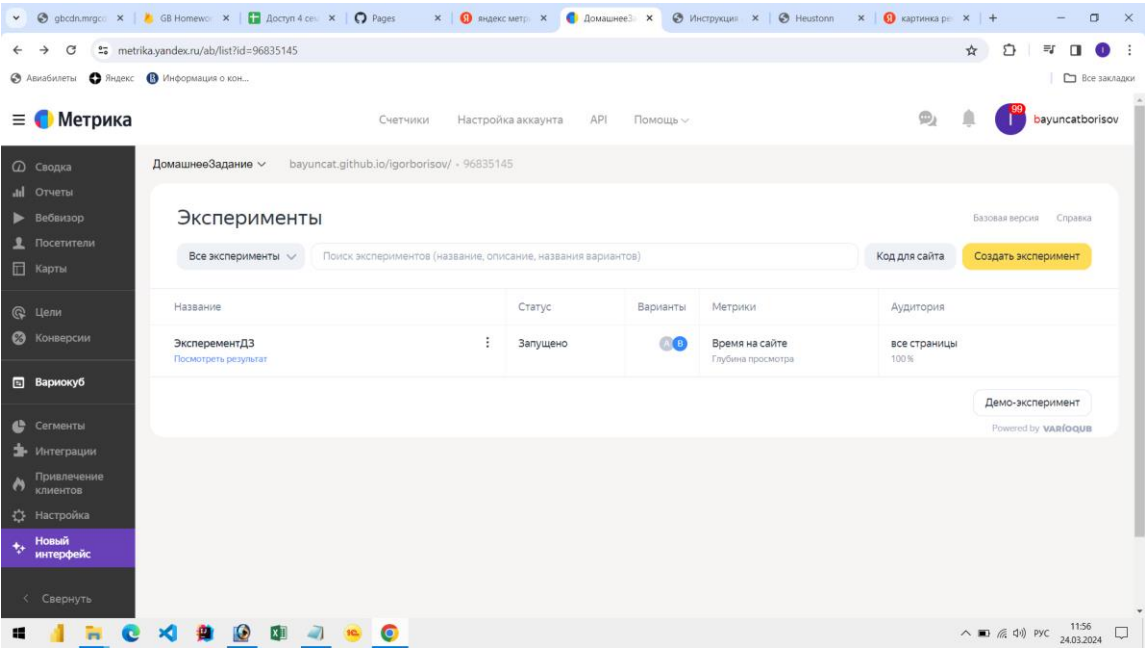 gbcdn.mrgcd
GB Homewor
Доступ 4 сем
Pages
яндекс метр
ДомашнееЗа
Инструкция
Heustonn
картинка ре
metrika.yandex.ru/ab/list?id=96835145
Авиабилеты Яндекс Информация о кон...
Все закладки
Метрика
Счетчики Настройка аккаунта API Помощь
99
I
bayuncatborisov
Сводка
Отчеты
Вебвизор
Посетители
Карты
Цели
Конверсии
Вариокуб
Сегменты
Интеграции
Привлечение
клиентов
Настройка
Новый
интерфейс
Свернуть
ДомашнееЗадание bayuncat.github.io/igorborisov/ - 96835145
Эксперименты
Базовая версия Справка
Все эксперименты Поиск экспериментов (название, описание, названия вариантов) Код для сайта Создать эксперимент
Название Статус Варианты Метрики Аудитория
ЭксперементДЗ Запущено A B Время на сайте все страницы
Посмотреть результат Глубина просмотра 100 %
Демо-эксперимент
Powered by VARIOQUB
РУС
11:56
24.03.2024